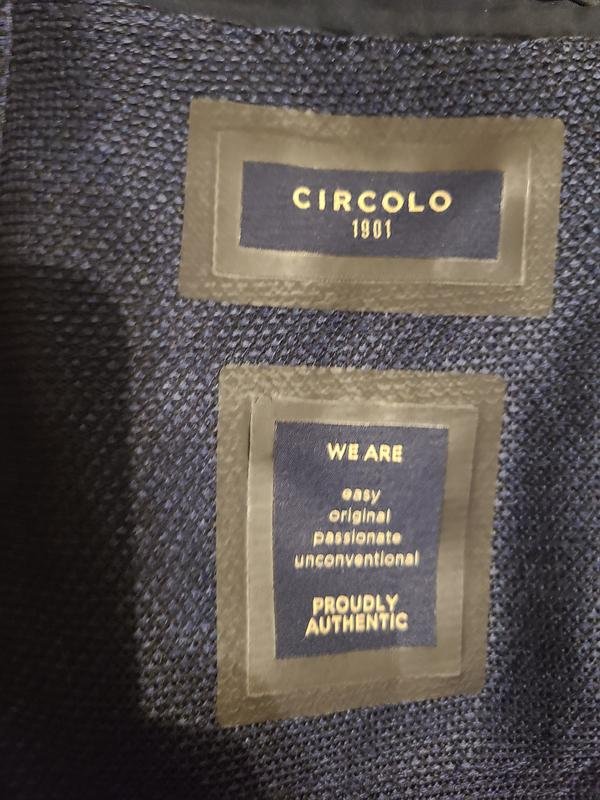 CIRCOLO
1901
WE ARE
easy
original
passionate
unconventional
PROUDLY
AUTHENTIC